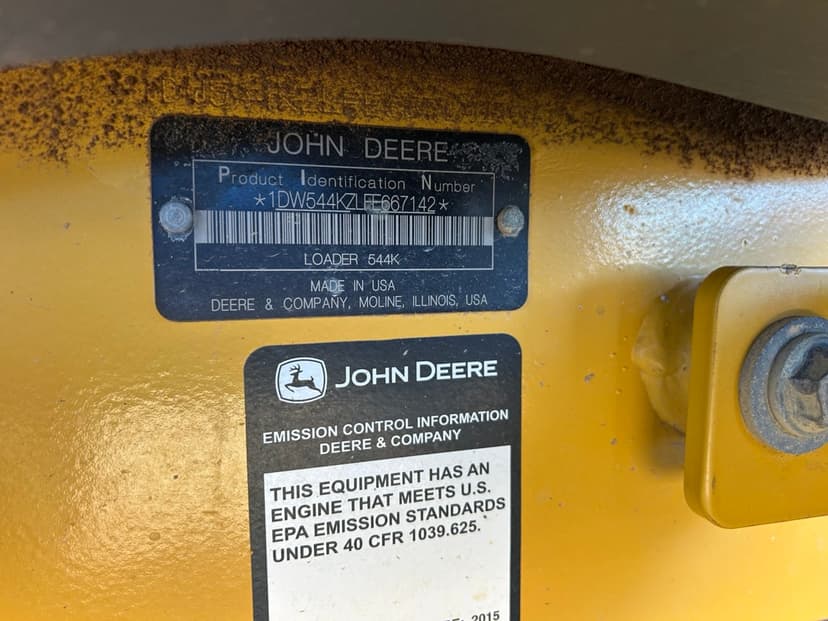 JOHN DEERE
Product Identification Number
*1DW544KZLFE667142*
LOADER 544K
MADE IN USA
DEERE & COMPANY, MOLINE, ILLINOIS, USA
JOHN DEERE
EMISSION CONTROL INFORMATION
DEERE & COMPANY
THIS EQUIPMENT HAS AN
ENGINE THAT MEETS U.S.
EPA EMISSION STANDARDS
UNDER 40 CFR 1039.625.
2015